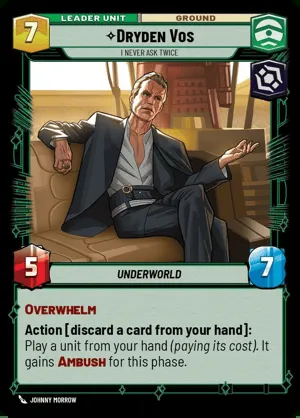 LEADER UNIT
GROUND
7
✧DRYDEN VOS
I NEVER ASK TWICE
5
7
UNDERWORLD
OVERWHELM
Action [discard a card from your hand]:
Play a unit from your hand (paying its cost). It
gains AMBUSH for this phase.
JOHNNY MORROW